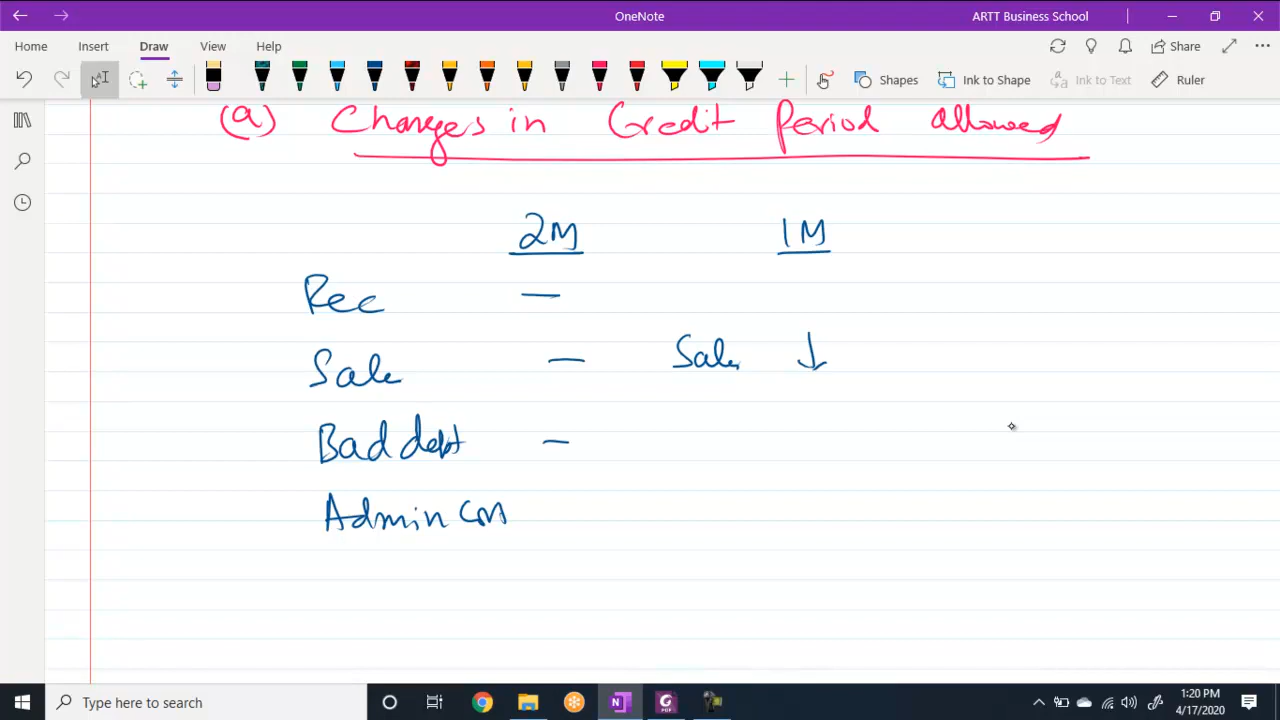 OneNote
ARTT Business School
Home Insert Draw View Help
Share
Shapes Ink to Shape Ink to Text Ruler
(a) Changes in Credit Period allowed
2M 1M
Rec —
Sale — Sale ↓
Bad debt —
Admin cos
Type here to search
1:20 PM
4/17/2020